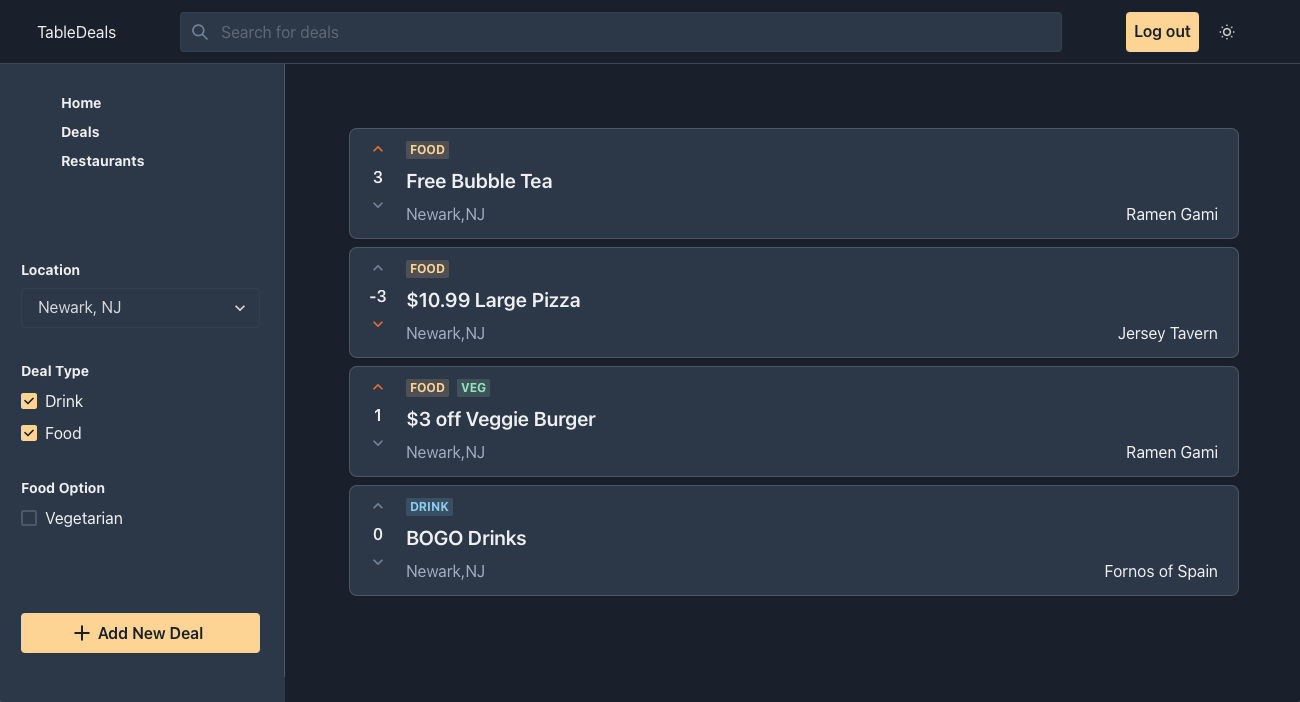 TableDeals
Search for deals
Log out
Home
Deals
Restaurants
Location
Newark, NJ
Deal Type
Drink
Food
Food Option
Vegetarian
Add New Deal
FOOD
3
Free Bubble Tea
Newark,NJ
Ramen Gami
FOOD
-3
$10.99 Large Pizza
Newark,NJ
Jersey Tavern
FOOD VEG
1
$3 off Veggie Burger
Newark,NJ
Ramen Gami
DRINK
0
BOGO Drinks
Newark,NJ
Fornos of Spain